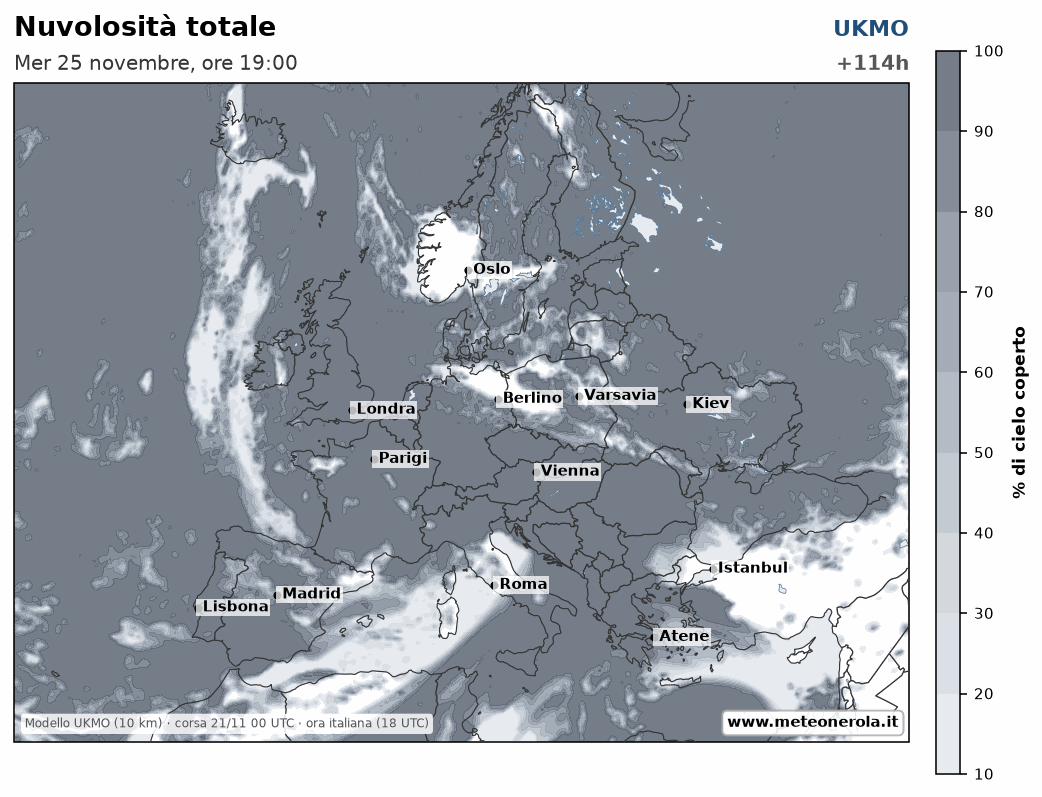 Nuvolosità totale
UKMO
Mer 25 novembre, ore 19:00
+114h
Oslo
Berlino
Varsavia
Kiev
Londra
Parigi
Vienna
Istanbul
Roma
Madrid
Lisbona
Atene
Modello UKMO (10 km) · corsa 21/11 00 UTC · ora italiana (18 UTC)
www.meteonerola.it
100
90
80
70
60
50
40
30
20
10
% di cielo coperto